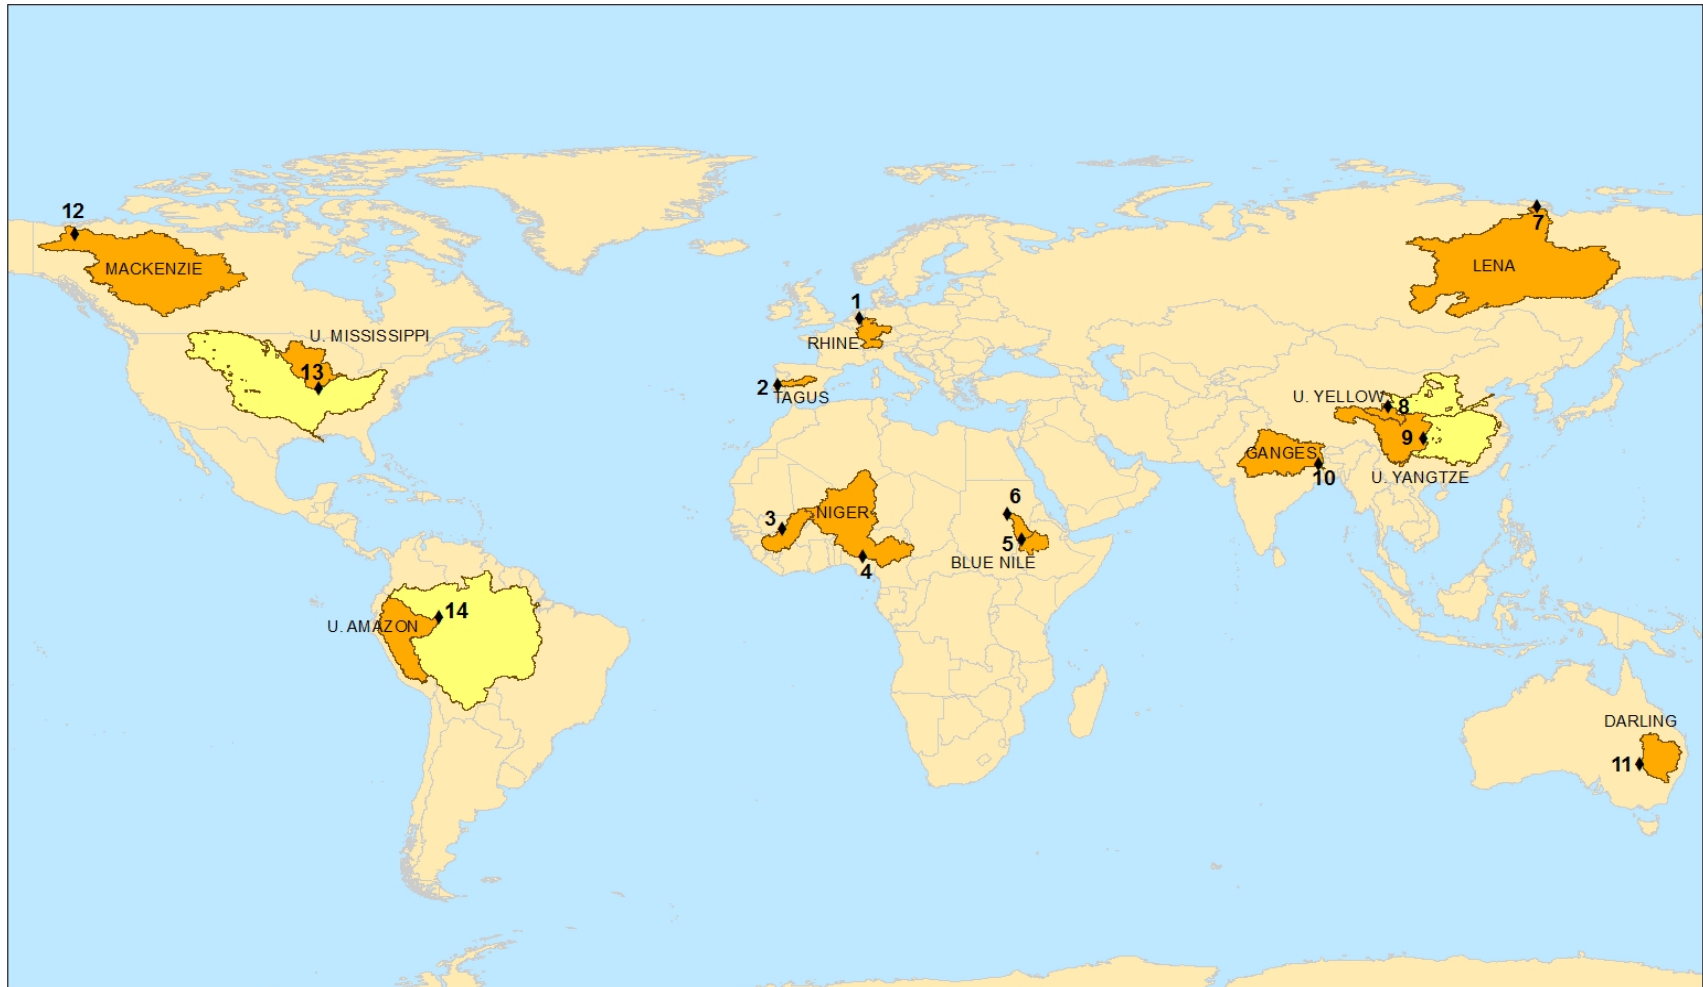 12
7
MACKENZIE
LENA
1
U. MISSISSIPPI
RHINE
13
2
TAGUS
U. YELLOW
8
9
GANGES
10
U. YANGTZE
6
3
NIGER
5
4
BLUE NILE
14
U. AMAZON
DARLING
11